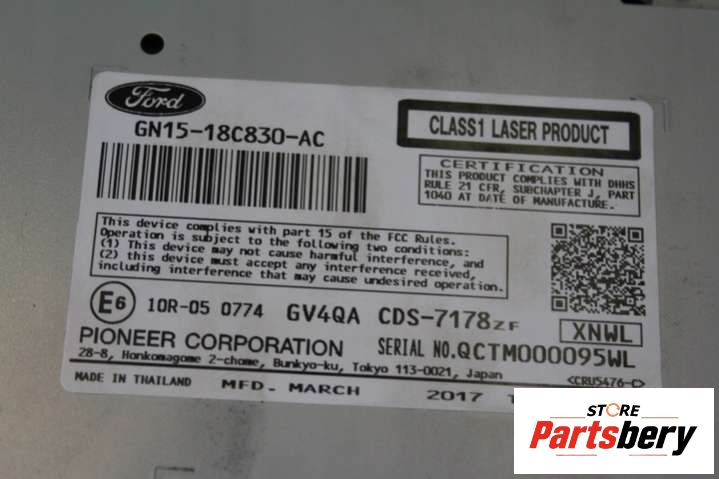 Ford
GN15-18C830-AC
CLASS1 LASER PRODUCT
CERTIFICATION
THIS PRODUCT COMPLIES WITH DHHS
RULE 21 CFR, SUBCHAPTER J, PART
1040 AT DATE OF MANUFACTURE.
This device complies with part 15 of the FCC Rules.
Operation is subject to the following two conditions:
(1) This device may not cause harmful interference, and
(2) this device must accept any interference received,
including interference that may cause undesired operation.
E6 10R-05 0774 GV4QA CDS-7178ZF XNWL
PIONEER CORPORATION SERIAL NO.QCTM000095WL
28-8, Honkomagome 2-chome, Bunkyo-ku, Tokyo 113-0021, Japan <CRU5476-C>
MADE IN THAILAND MFD. MARCH 2017
STORE
Partsbery